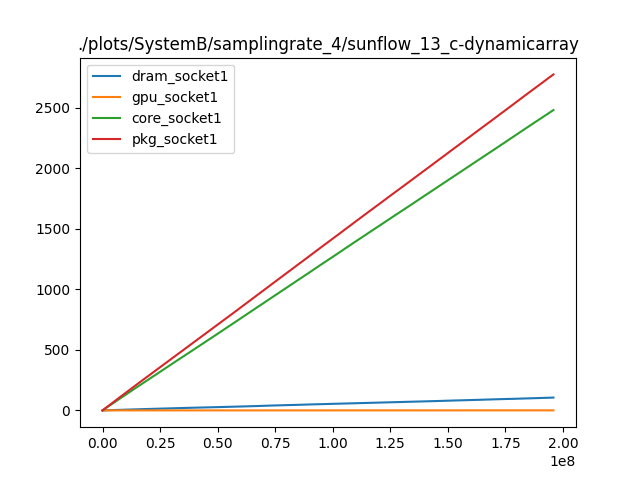 ./plots/SystemB/samplingrate_4/sunflow_13_c-dynamicarray
dram_socket1
gpu_socket1
core_socket1
pkg_socket1
2500
2000
1500
1000
500
0
0.00 0.25 0.50 0.75 1.00 1.25 1.50 1.75 2.00
1e8